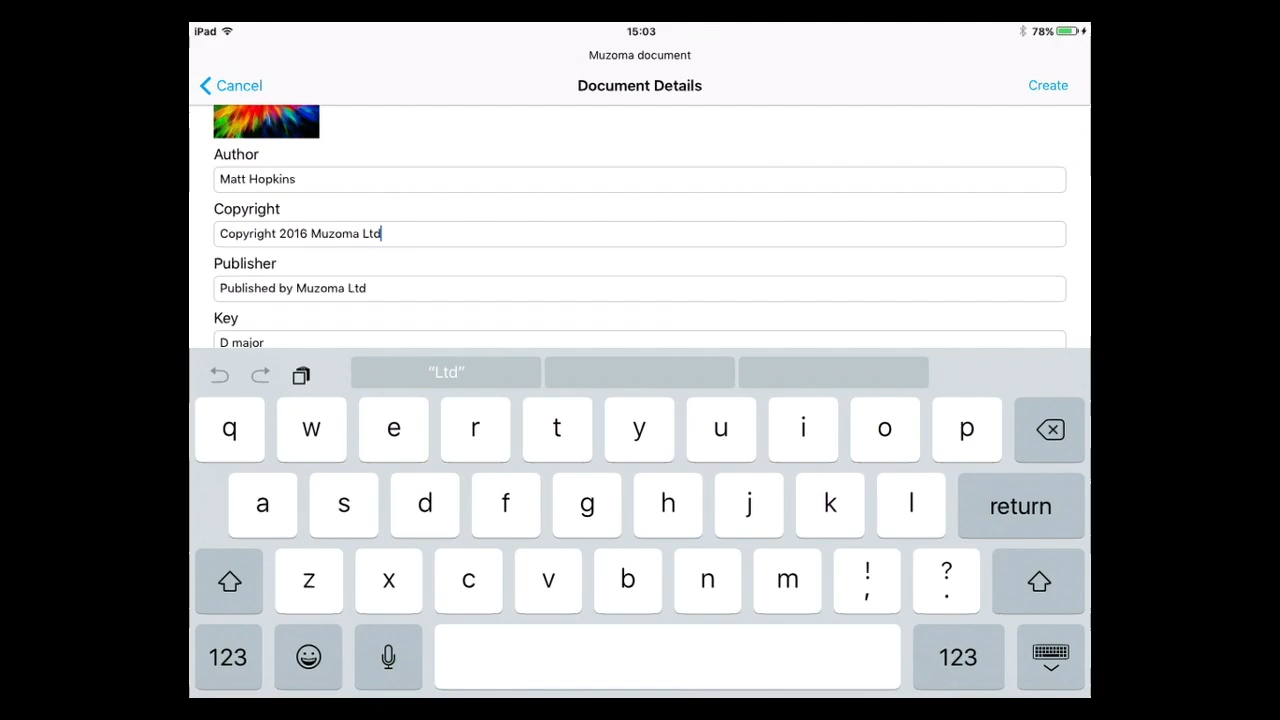 iPad 15:03 78%
Muzoma document
Cancel Document Details Create
Author
Matt Hopkins
Copyright
Copyright 2016 Muzoma Ltd
Publisher
Published by Muzoma Ltd
Key
D major
“Ltd”
q w e r t y u i o p
a s d f g h j k l return
z x c v b n m ! , ? .
123 123